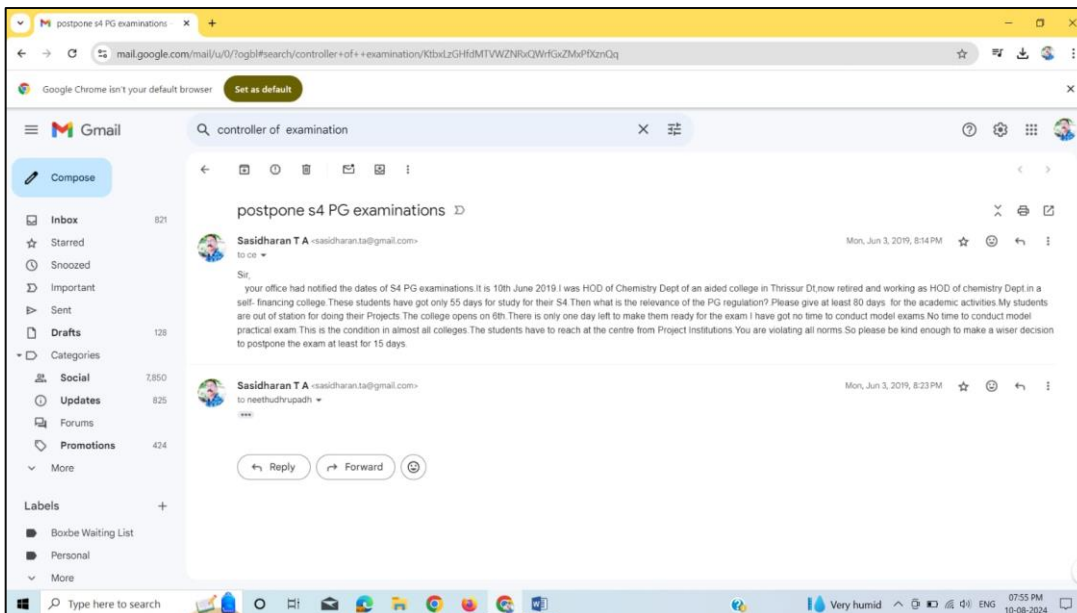 postpone s4 PG examinations -
mail.google.com/mail/u/0/?ogbl#search/controller+of++examination/KtbxLzGHfdMTVWZNRxQWrfGxZMxPfXznQq
Google Chrome isn't your default browser
Set as default
Gmail
controller of examination
Compose
postpone s4 PG examinations
Inbox 821
Starred
Snoozed
Important
Sent
Drafts 128
Categories
Social 7,850
Updates 825
Forums
Promotions 424
More
Labels
Boxbe Waiting List
Personal
More
Sasidharan T A <sasidharan.ta@gmail.com> Mon, Jun 3, 2019, 8:14 PM
to ce
Sir,
your office had notified the dates of S4 PG examinations.It is 10th June 2019.I was HOD of Chemistry Dept.of an aided college in Thrissur Dt,now retired and working as HOD of chemistry Dept.in a
self- financing college.These students have got only 55 days for study for their S4.Then what is the relevance of the PG regulation? Please give at least 80 days for the academic activities.My students
are out of station for doing their Projects.The college opens on 6th.There is only one day left to make them ready for the exam.I have got no time to conduct model exams.No time to conduct model
practical exam.This is the condition in almost all colleges.The students have to reach at the centre from Project Institutions.You are violating all norms.So please be kind enough to make a wiser decision
to postpone the exam at least for 15 days.
Sasidharan T A <sasidharan.ta@gmail.com> Mon, Jun 3, 2019, 8:23 PM
to neethudhrupadh
Reply
Forward
Type here to search
Very humid
ENG
07:55 PM
10-08-2024